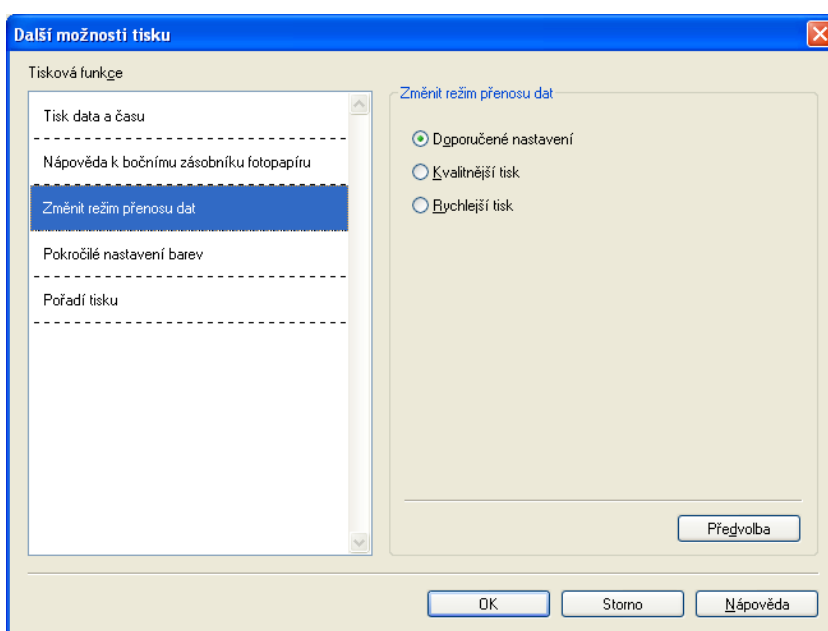 Další možnosti tisku
Tisková funkce
Tisk data a času
Nápověda k bočnímu zásobníku fotopapíru
Změnit režim přenosu dat
Pokročilé nastavení barev
Pořadí tisku
Změnit režim přenosu dat
Doporučené nastavení
Kvalitnější tisk
Rychlejší tisk
Předvolba
OK
Storno
Nápověda